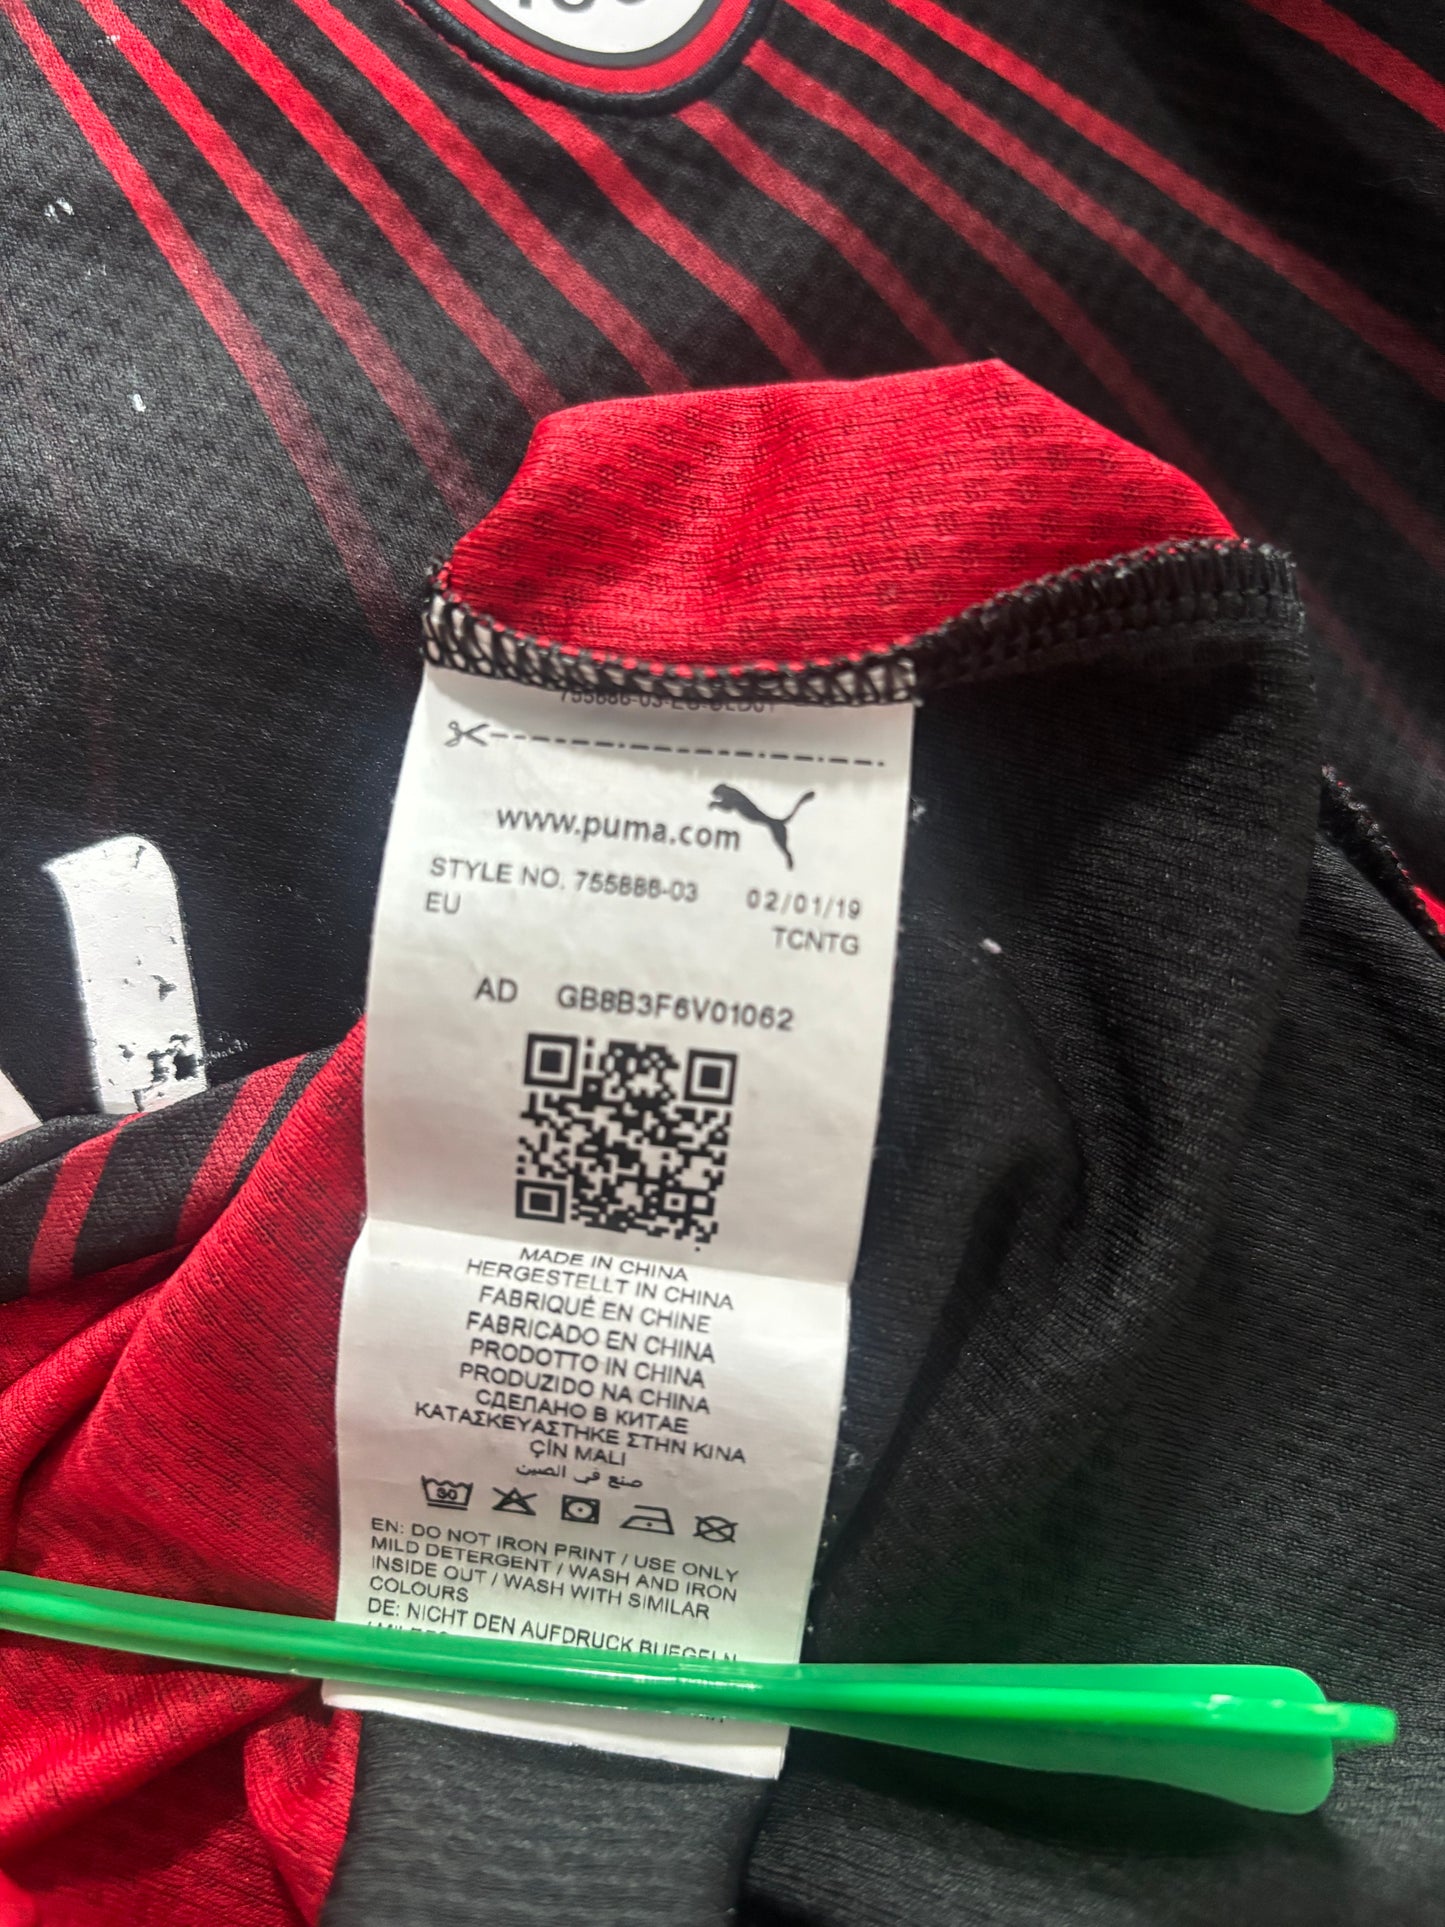 www.puma.com
STYLE NO. 755886-03 02/01/19
EU TCNTG
AD GB8B3F6V01062
MADE IN CHINA
HERGESTELLT IN CHINA
FABRIQUÉ EN CHINE
FABRICADO EN CHINA
PRODOTTO IN CHINA
PRODUZIDO NA CHINA
СДЕЛАНО В КИТАЕ
ΚΑΤΑΣΚΕΥΑΣΤΗΚΕ ΣΤΗΝ ΚΙΝΑ
ÇİN MALI
صنع في الصين
30
EN: DO NOT IRON PRINT / USE ONLY
MILD DETERGENT / WASH AND IRON
INSIDE OUT / WASH WITH SIMILAR
COLOURS
DE: NICHT DEN AUFDRUCK BUEGELN